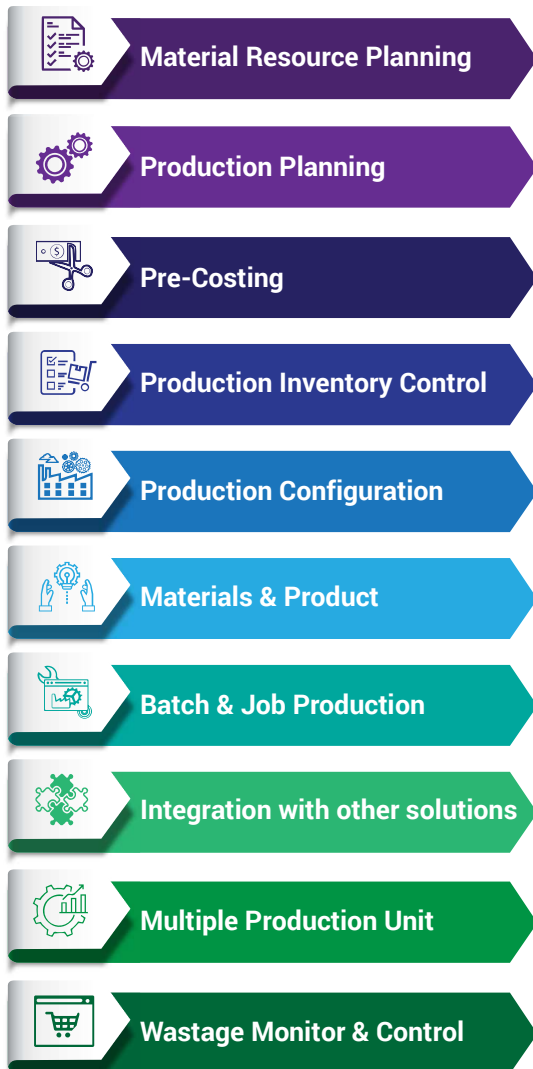 Material Resource Planning
Production Planning
$
Pre-Costing
Production Inventory Control
Production Configuration
Materials & Product
Batch & Job Production
Integration with other solutions
Multiple Production Unit
Wastage Monitor & Control